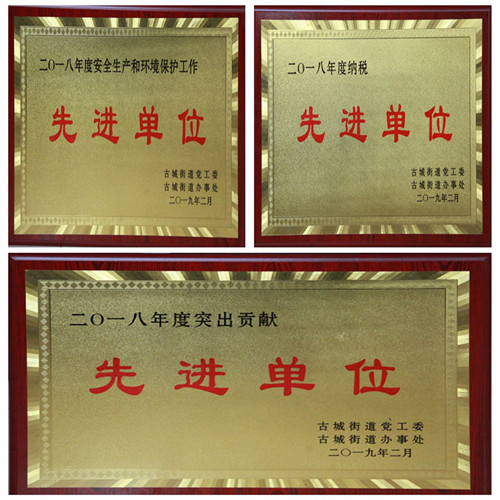 二〇一八年度安全生产和环境保护工作
先进单位
古城街道党工委
古城街道办事处
二〇一九年二月
二〇一八年度纳税
先进单位
古城街道党工委
古城街道办事处
二〇一九年二月
二〇一八年度突出贡献
先进单位
古城街道党工委
古城街道办事处
二〇一九年二月